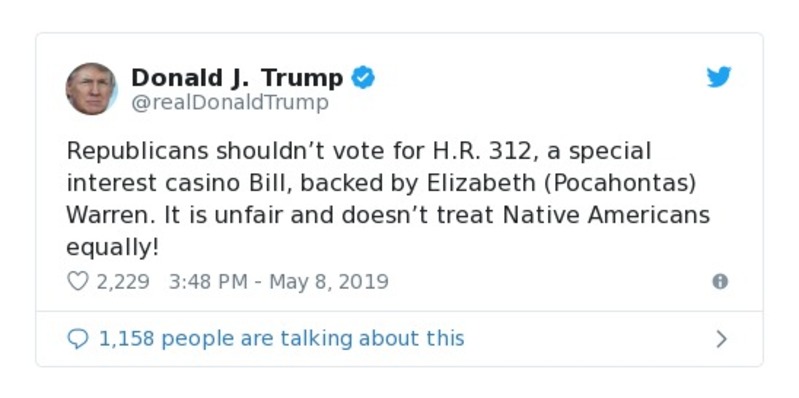 Donald J. Trump
@realDonaldTrump
Republicans shouldn’t vote for H.R. 312, a special
interest casino Bill, backed by Elizabeth (Pocahontas)
Warren. It is unfair and doesn’t treat Native Americans
equally!
2,229 3:48 PM - May 8, 2019
1,158 people are talking about this